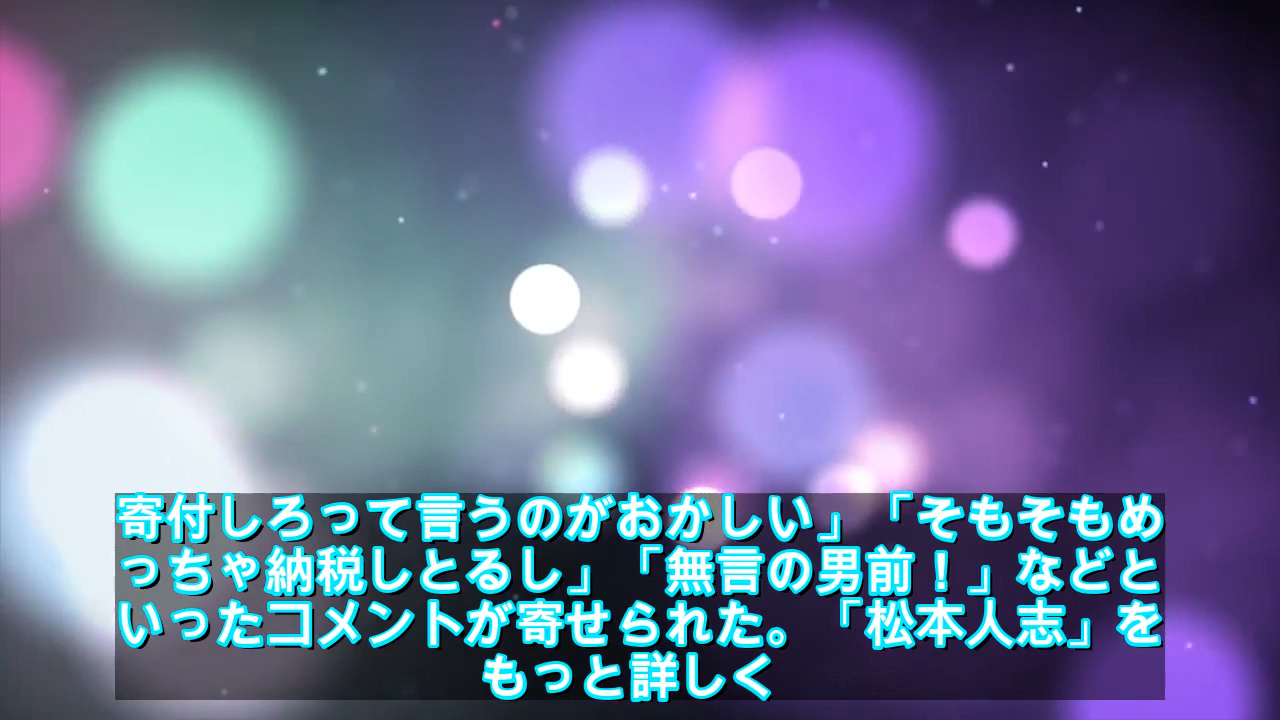 寄付しろって言うのがおかしい」「そもそもめ
っちゃ納税しとるし」「無言の男前！」などと
いったコメントが寄せられた。「松本人志」を
もっと詳しく